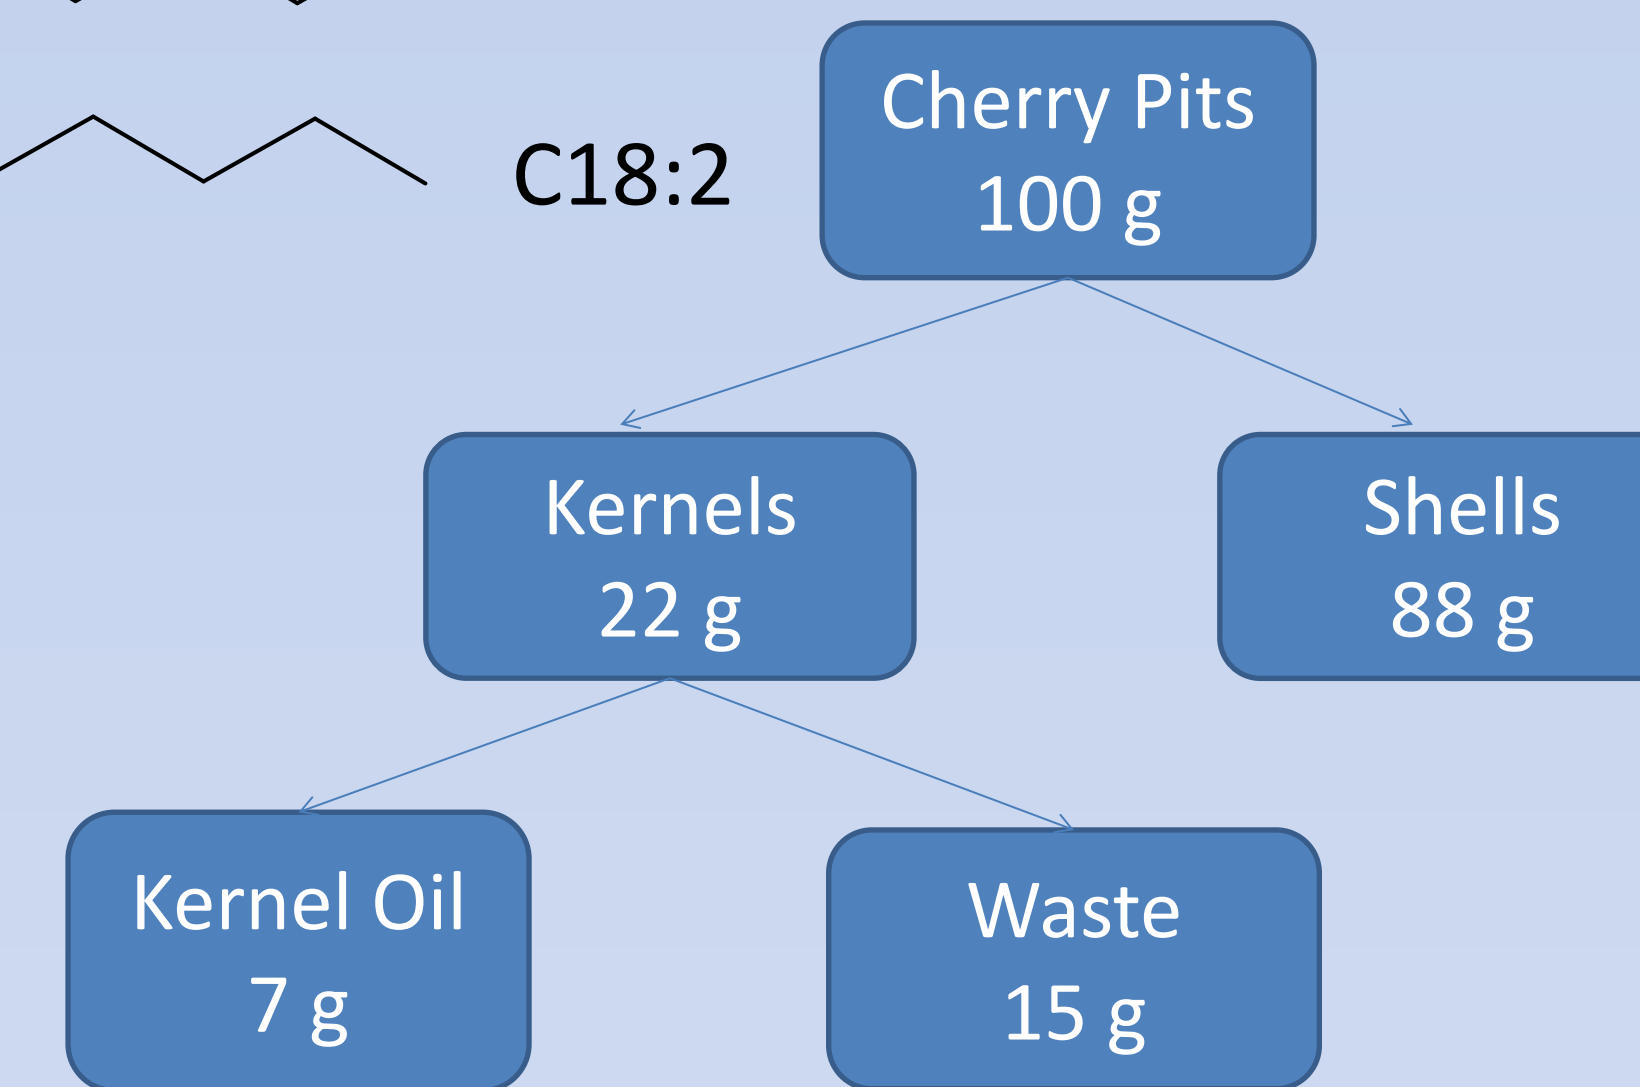 C18:2
Cherry Pits
100 g
Kernels
22 g
Shells
88 g
Kernel Oil
7 g
Waste
15 g